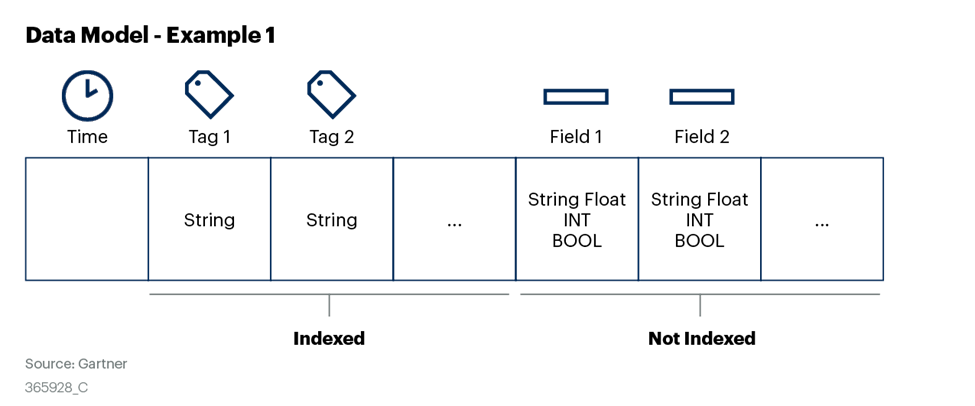 Data Model - Example 1
Time
Tag 1
Tag 2
Field 1
Field 2
String
String
...
String Float
INT
BOOL
String Float
INT
BOOL
...
Indexed
Not Indexed
Source: Gartner
365928_C